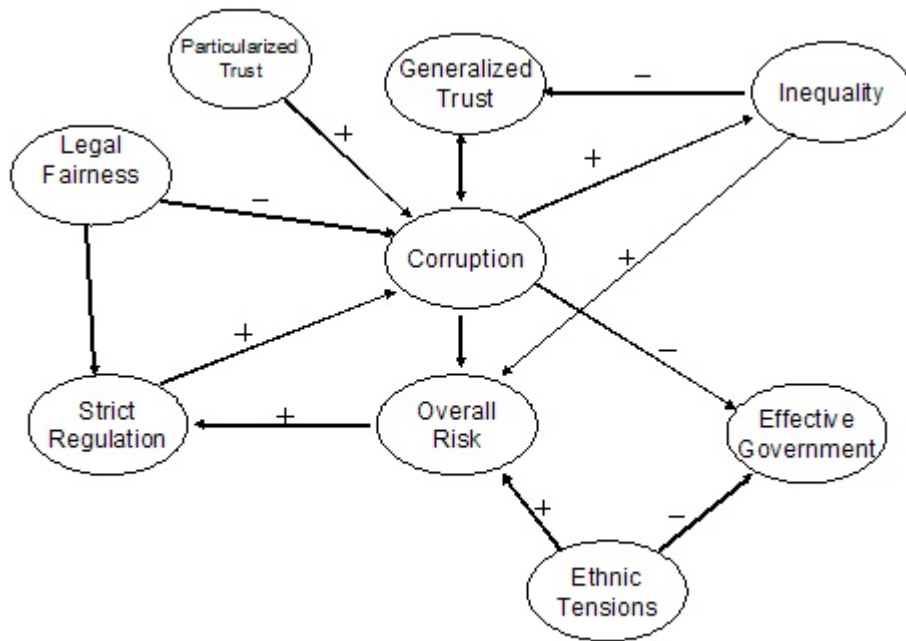 Particularized
Trust
Generalized
Trust
−
Inequality
+
Legal
Fairness
+
−
Corruption
+
+
−
Strict
Regulation
+
Overall
Risk
Effective
Government
+
−
Ethnic
Tensions